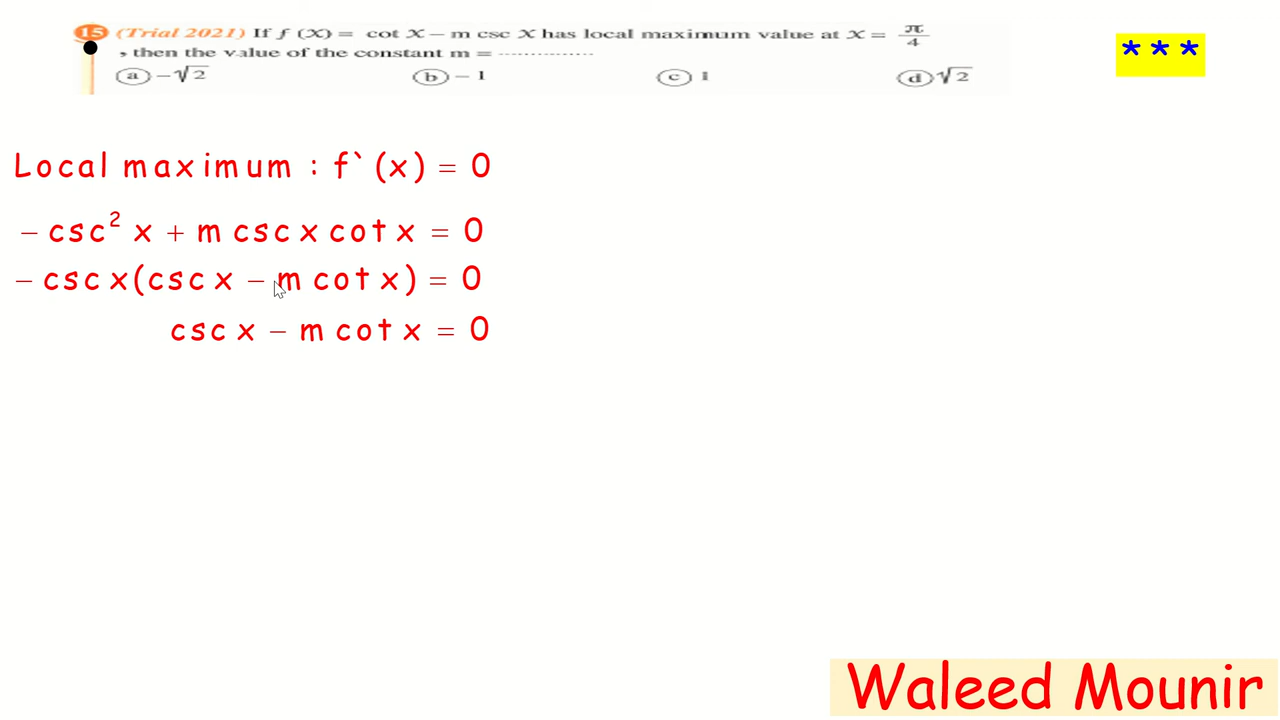 15 (Trial 2021) If f (X) = cot X − m csc X has local maximum value at X = π/4
, then the value of the constant m = ...............
(a) −√2 (b) − 1 (c) 1 (d) √2
* * *
Local maximum : f`(x) = 0
− csc² x + m csc x cot x = 0
− csc x(csc x − m cot x) = 0
csc x − m cot x = 0
Waleed Mounir